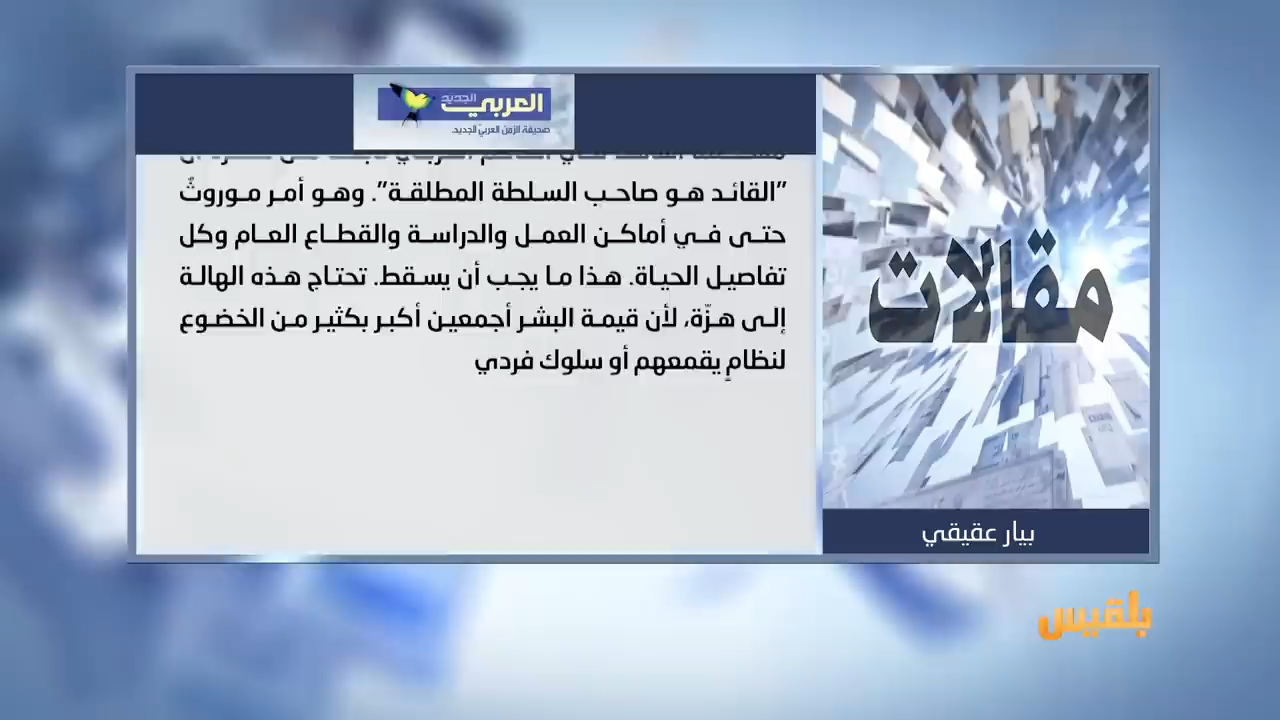 العربي الجديد
صحيفة الزمن العربيّ الجديد
"القائد هو صاحب السلطة المطلقة". وهو أمر موروثٌ
حتى في أماكن العمل والدراسة والقطاع العام وكل
تفاصيل الحياة. هذا ما يجب أن يسقط. تحتاج هذه الهالة
إلى هزّة، لأن قيمة البشر أجمعين أكبر بكثير من الخضوع
لنظامٍ يقمعهم أو سلوك فردي
مقالات
بيار عقيقي
بلقيس